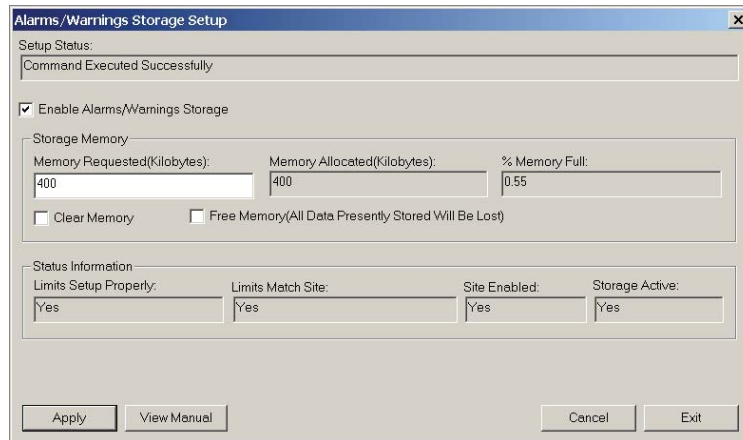 Alarms/Warnings Storage Setup
Setup Status:
Command Executed Successfully
Enable Alarms/Warnings Storage
Storage Memory
Memory Requested(Kilobytes): Memory Allocated(Kilobytes): % Memory Full:
400 400 0.55
Clear Memory Free Memory(All Data Presently Stored Will Be Lost)
Status Information
Limits Setup Properly: Limits Match Site: Site Enabled: Storage Active:
Yes Yes Yes Yes
Apply View Manual Cancel Exit